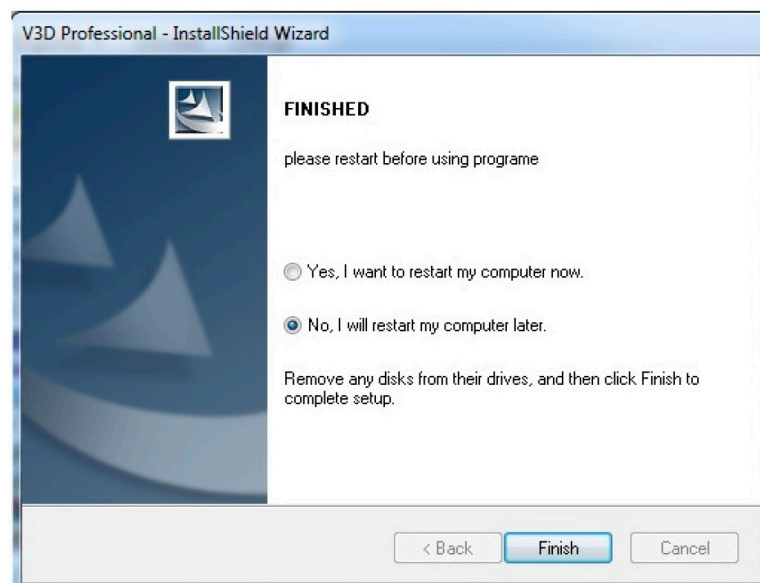 V3D Professional - InstallShield Wizard
FINISHED
please restart before using programe
Yes, I want to restart my computer now.
No, I will restart my computer later.
Remove any disks from their drives, and then click Finish to
complete setup.
< Back
Finish
Cancel